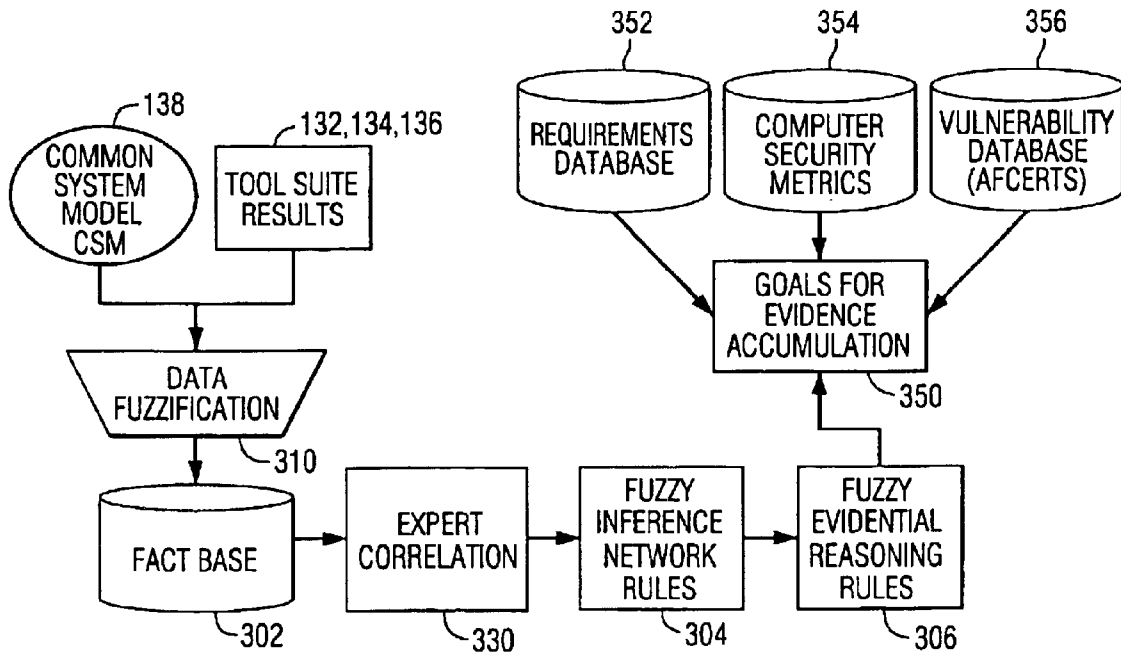 352
354
356
138
132,134,136
COMMON
SYSTEM
MODEL
CSM
TOOL SUITE
RESULTS
REQUIREMENTS
DATABASE
COMPUTER
SECURITY
METRICS
VULNERABILITY
DATABASE
(AFCERTS)
GOALS FOR
EVIDENCE
ACCUMULATION
350
DATA
FUZZIFICATION
310
FACT BASE
302
EXPERT
CORRELATION
330
FUZZY
INFERENCE
NETWORK
RULES
304
FUZZY
EVIDENTIAL
REASONING
RULES
306